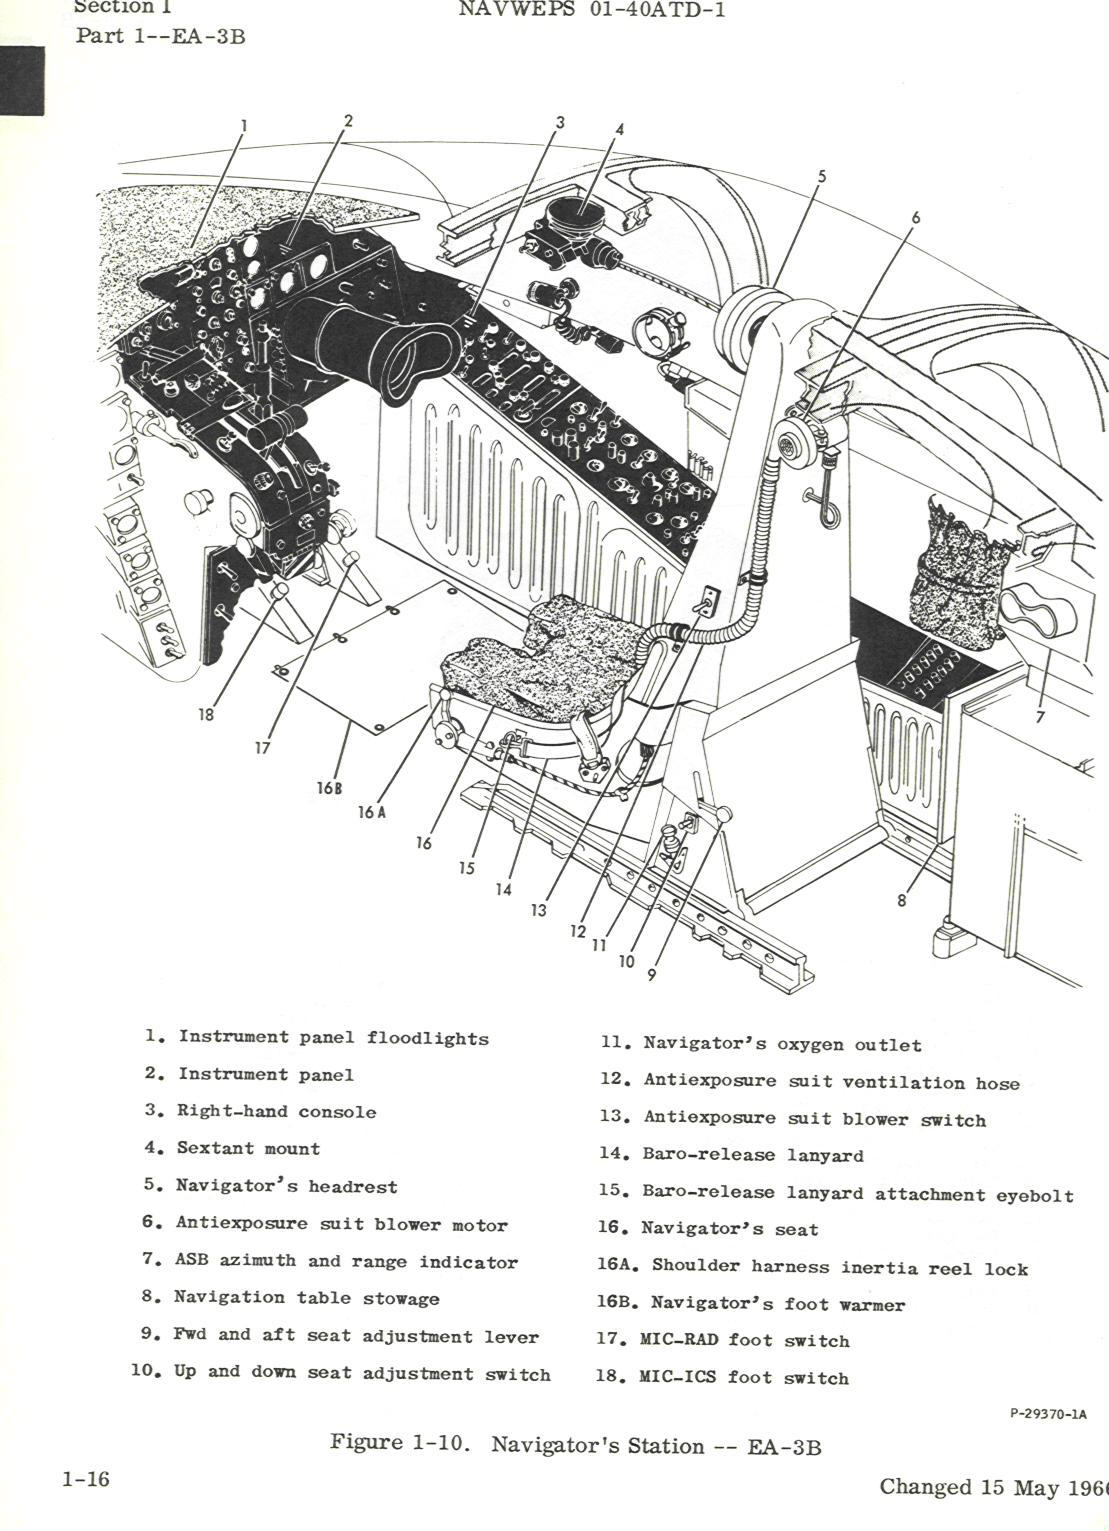 Section I
NAVWEPS 01-40ATD-1
Part 1--EA-3B
1
2
3
4
5
6
7
8
9
10
11
12
13
14
15
16
16A
16B
17
18
1. Instrument panel floodlights
2. Instrument panel
3. Right-hand console
4. Sextant mount
5. Navigator's headrest
6. Antiexposure suit blower motor
7. ASB azimuth and range indicator
8. Navigation table stowage
9. Fwd and aft seat adjustment lever
10. Up and down seat adjustment switch
11. Navigator's oxygen outlet
12. Antiexposure suit ventilation hose
13. Antiexposure suit blower switch
14. Baro-release lanyard
15. Baro-release lanyard attachment eyebolt
16. Navigator's seat
16A. Shoulder harness inertia reel lock
16B. Navigator's foot warmer
17. MIC-RAD foot switch
18. MIC-ICS foot switch
P-29370-1A
Figure 1-10. Navigator's Station -- EA-3B
1-16
Changed 15 May 1966